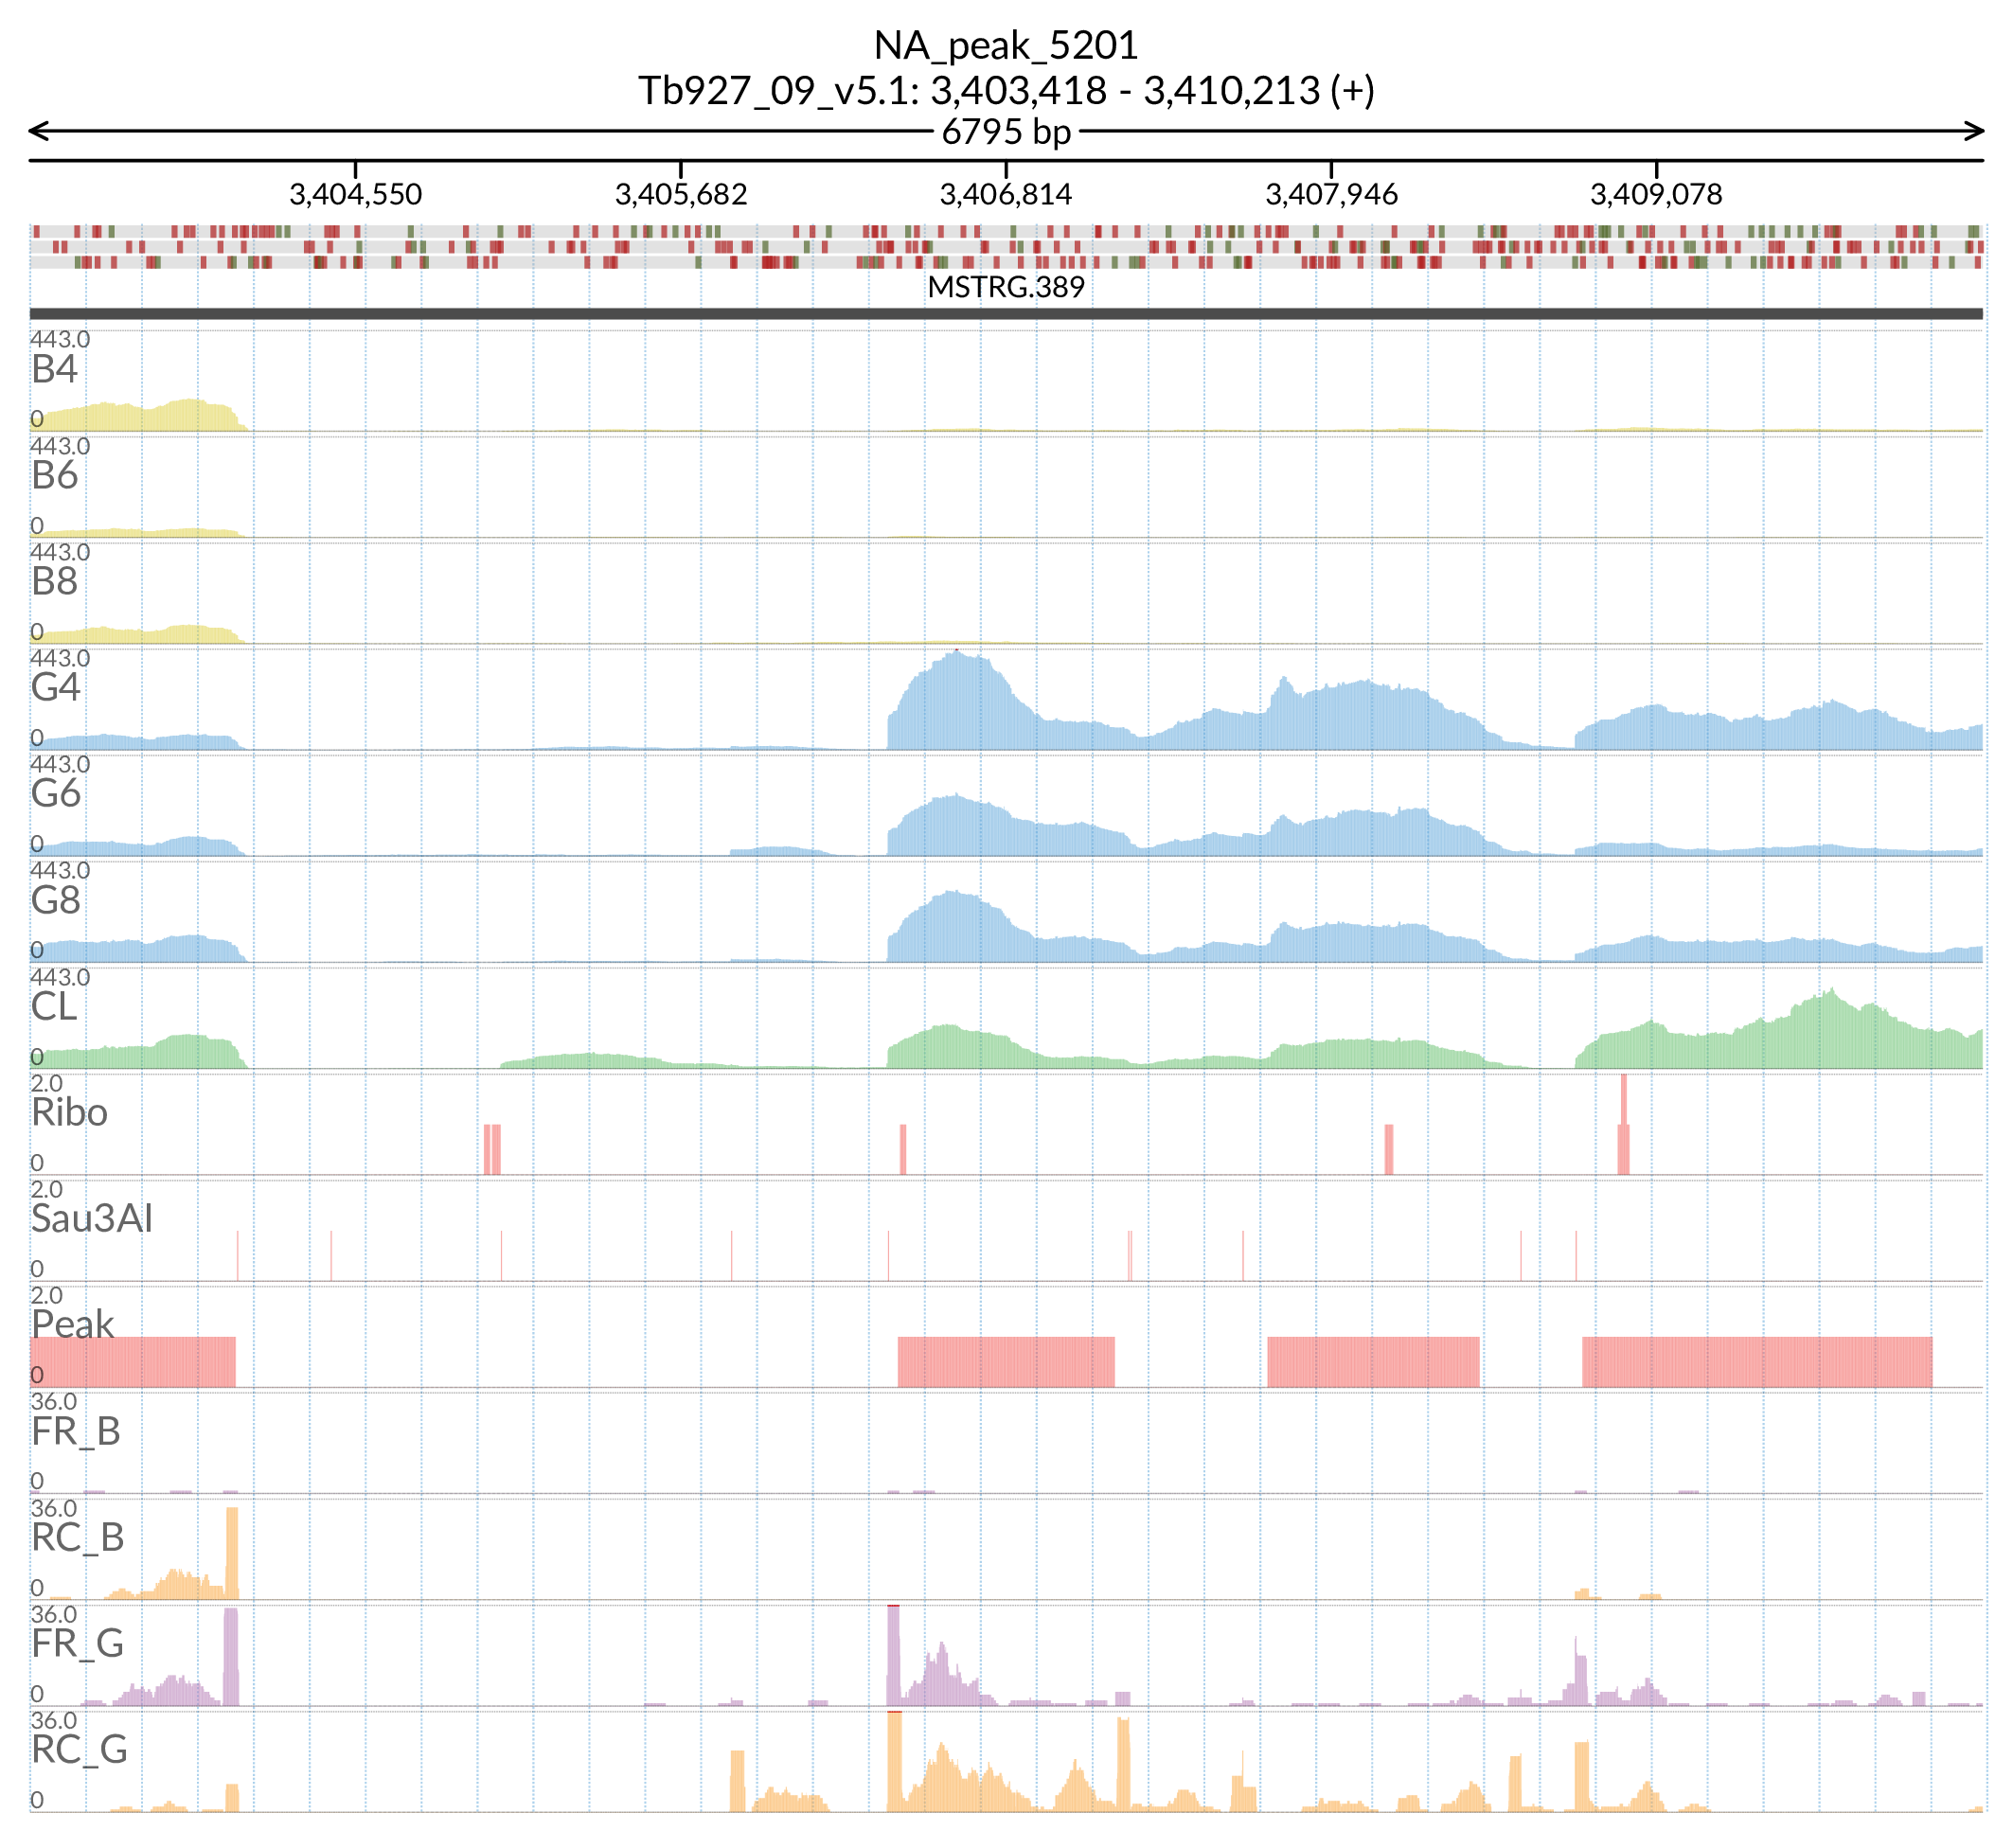 NA_peak_5201
Tb927_09_v5.1: 3,403,418 - 3,410,213 (+)
6795 bp
3,404,550 3,405,682 3,406,814 3,407,946 3,409,078
MSTRG.389
443.0
B4
0
443.0
B6
0
443.0
B8
0
443.0
G4
0
443.0
G6
0
443.0
G8
0
443.0
CL
0
2.0
Ribo
0
2.0
Sau3AI
0
2.0
Peak
0
36.0
FR_B
0
36.0
RC_B
0
36.0
FR_G
0
36.0
RC_G
0